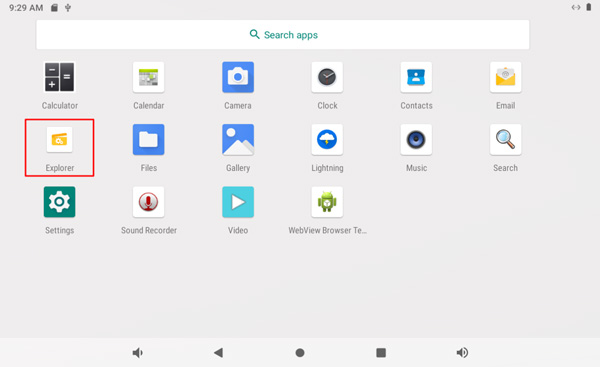 9:29 AM
Search apps
Calculator
Calendar
Camera
Clock
Contacts
Email
Explorer
Files
Gallery
Lightning
Music
Search
Settings
Sound Recorder
Video
WebView Browser Te...